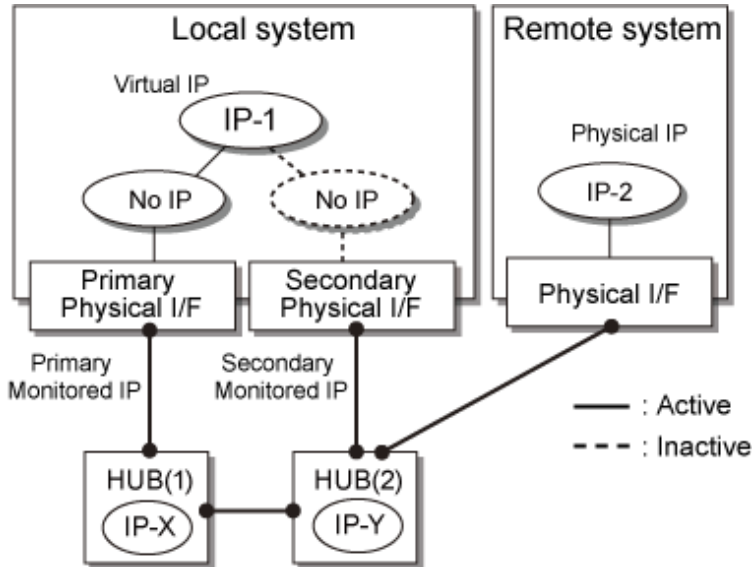 Local system
Remote system
Virtual IP
IP-1
Physical IP
No IP
No IP
IP-2
Primary
Physical I/F
Secondary
Physical I/F
Physical I/F
Primary
Monitored IP
Secondary
Monitored IP
: Active
: Inactive
HUB(1)
IP-X
HUB(2)
IP-Y